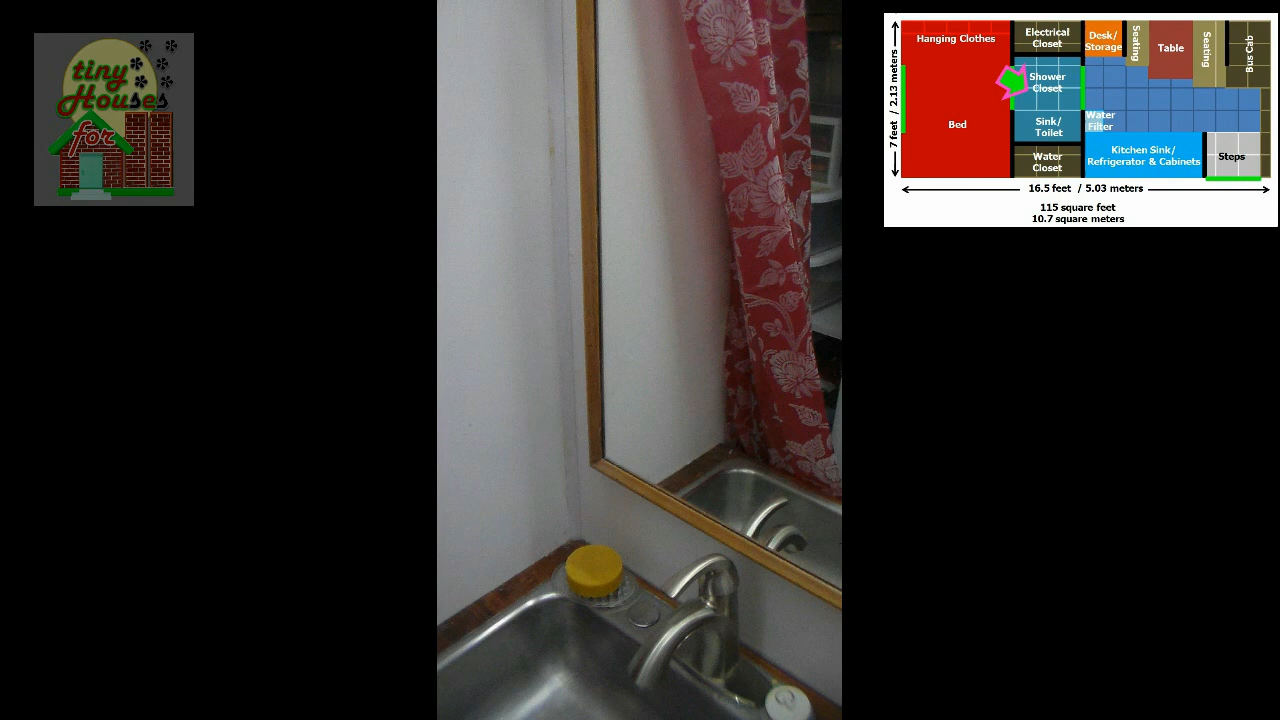 tiny
Houses
for
Hanging Clothes
Bed
Electrical
Closet
Shower
Closet
Sink/
Toilet
Water
Closet
Desk/
Storage
Seating
Table
Seating
Bus Cab
Water
Filter
Kitchen Sink/
Refrigerator & Cabinets
Steps
7 feet / 2.13 meters
16.5 feet / 5.03 meters
115 square feet
10.7 square meters